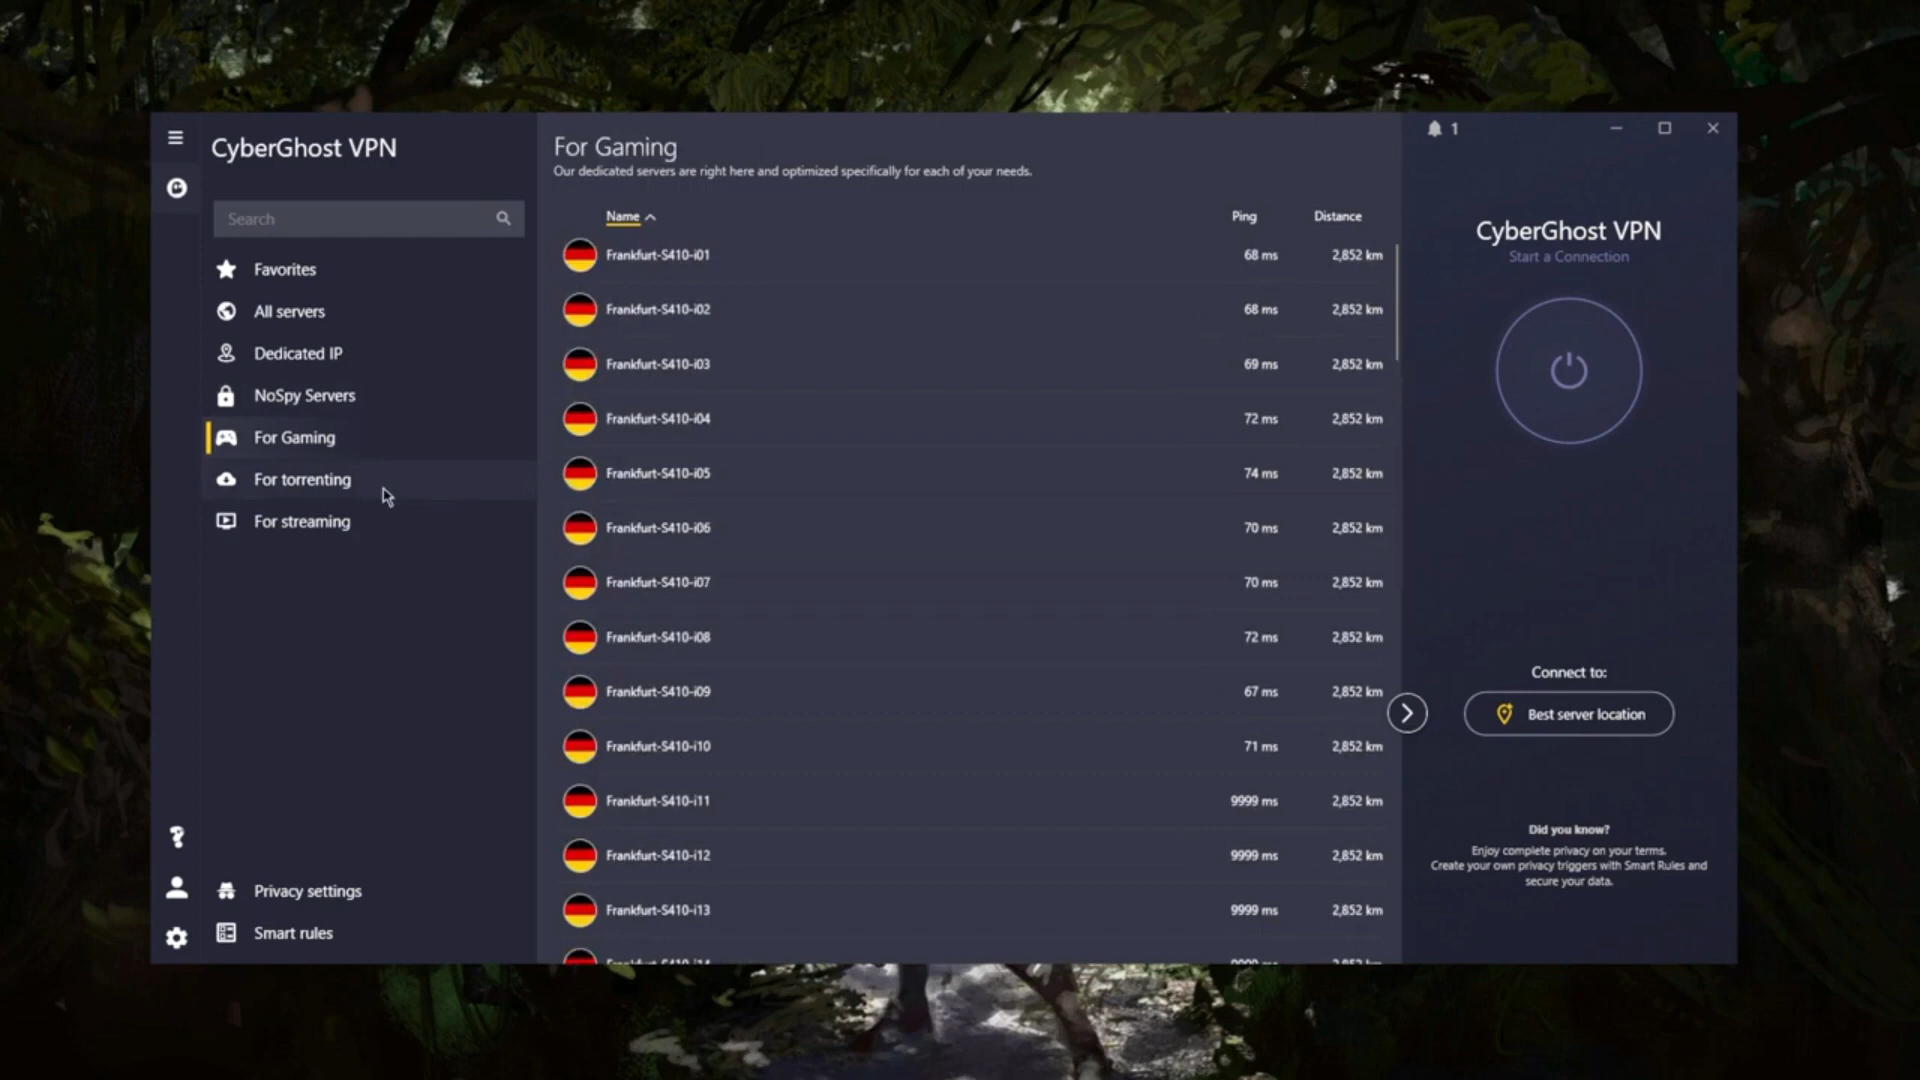 CyberGhost VPN
Search
Favorites
All servers
Dedicated IP
NoSpy Servers
For Gaming
For torrenting
For streaming
Privacy settings
Smart rules
For Gaming
Our dedicated servers are right here and optimized specifically for each of your needs.
Name Ping Distance
Frankfurt-S410-i01 68 ms 2,852 km
Frankfurt-S410-i02 68 ms 2,852 km
Frankfurt-S410-i03 69 ms 2,852 km
Frankfurt-S410-i04 72 ms 2,852 km
Frankfurt-S410-i05 74 ms 2,852 km
Frankfurt-S410-i06 70 ms 2,852 km
Frankfurt-S410-i07 70 ms 2,852 km
Frankfurt-S410-i08 72 ms 2,852 km
Frankfurt-S410-i09 67 ms 2,852 km
Frankfurt-S410-i10 71 ms 2,852 km
Frankfurt-S410-i11 9999 ms 2,852 km
Frankfurt-S410-i12 9999 ms 2,852 km
Frankfurt-S410-i13 9999 ms 2,852 km
1
CyberGhost VPN
Start a Connection
Connect to:
Best server location
Did you know?
Enjoy complete privacy on your terms.
Create your own privacy triggers with Smart Rules and
secure your data.